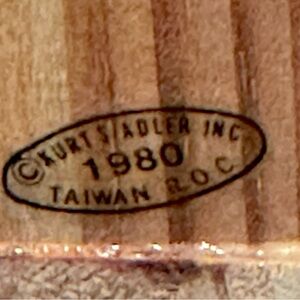 © KURT S. ADLER INC
1980
TAIWAN R.O.C